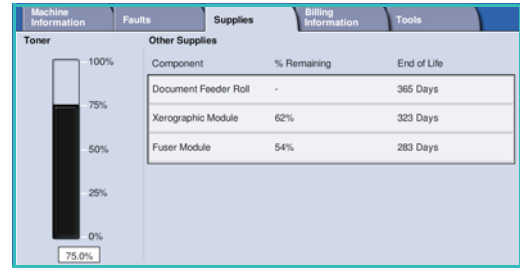 Machine
Information
Faults
Supplies
Billing
Information
Tools
Toner
Other Supplies
100%
75%
50%
25%
0%
75.0%
Component % Remaining End of Life
Document Feeder Roll - 365 Days
Xerographic Module 62% 323 Days
Fuser Module 54% 283 Days